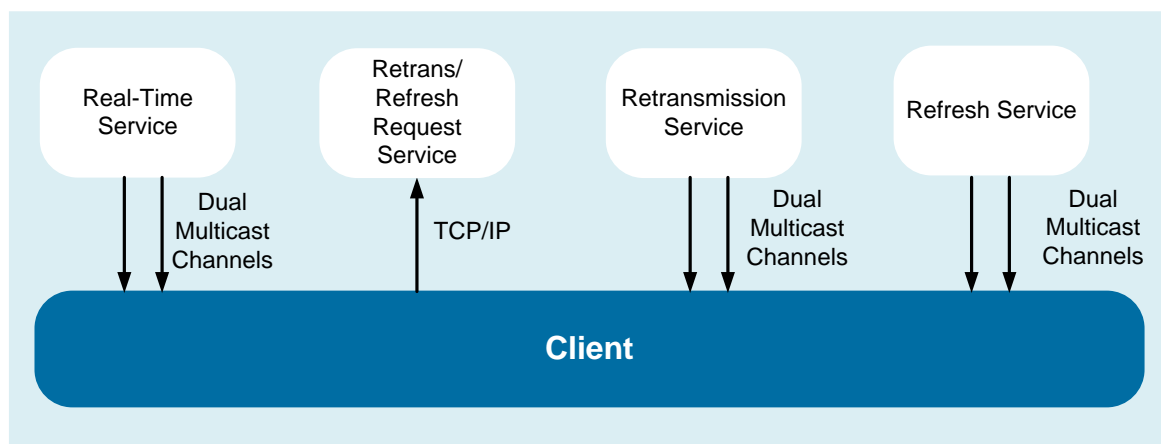 Real-Time
Service
Retrans/
Refresh
Request
Service
Retransmission
Service
Refresh Service
Dual
Multicast
Channels
TCP/IP
Dual
Multicast
Channels
Dual
Multicast
Channels
Client